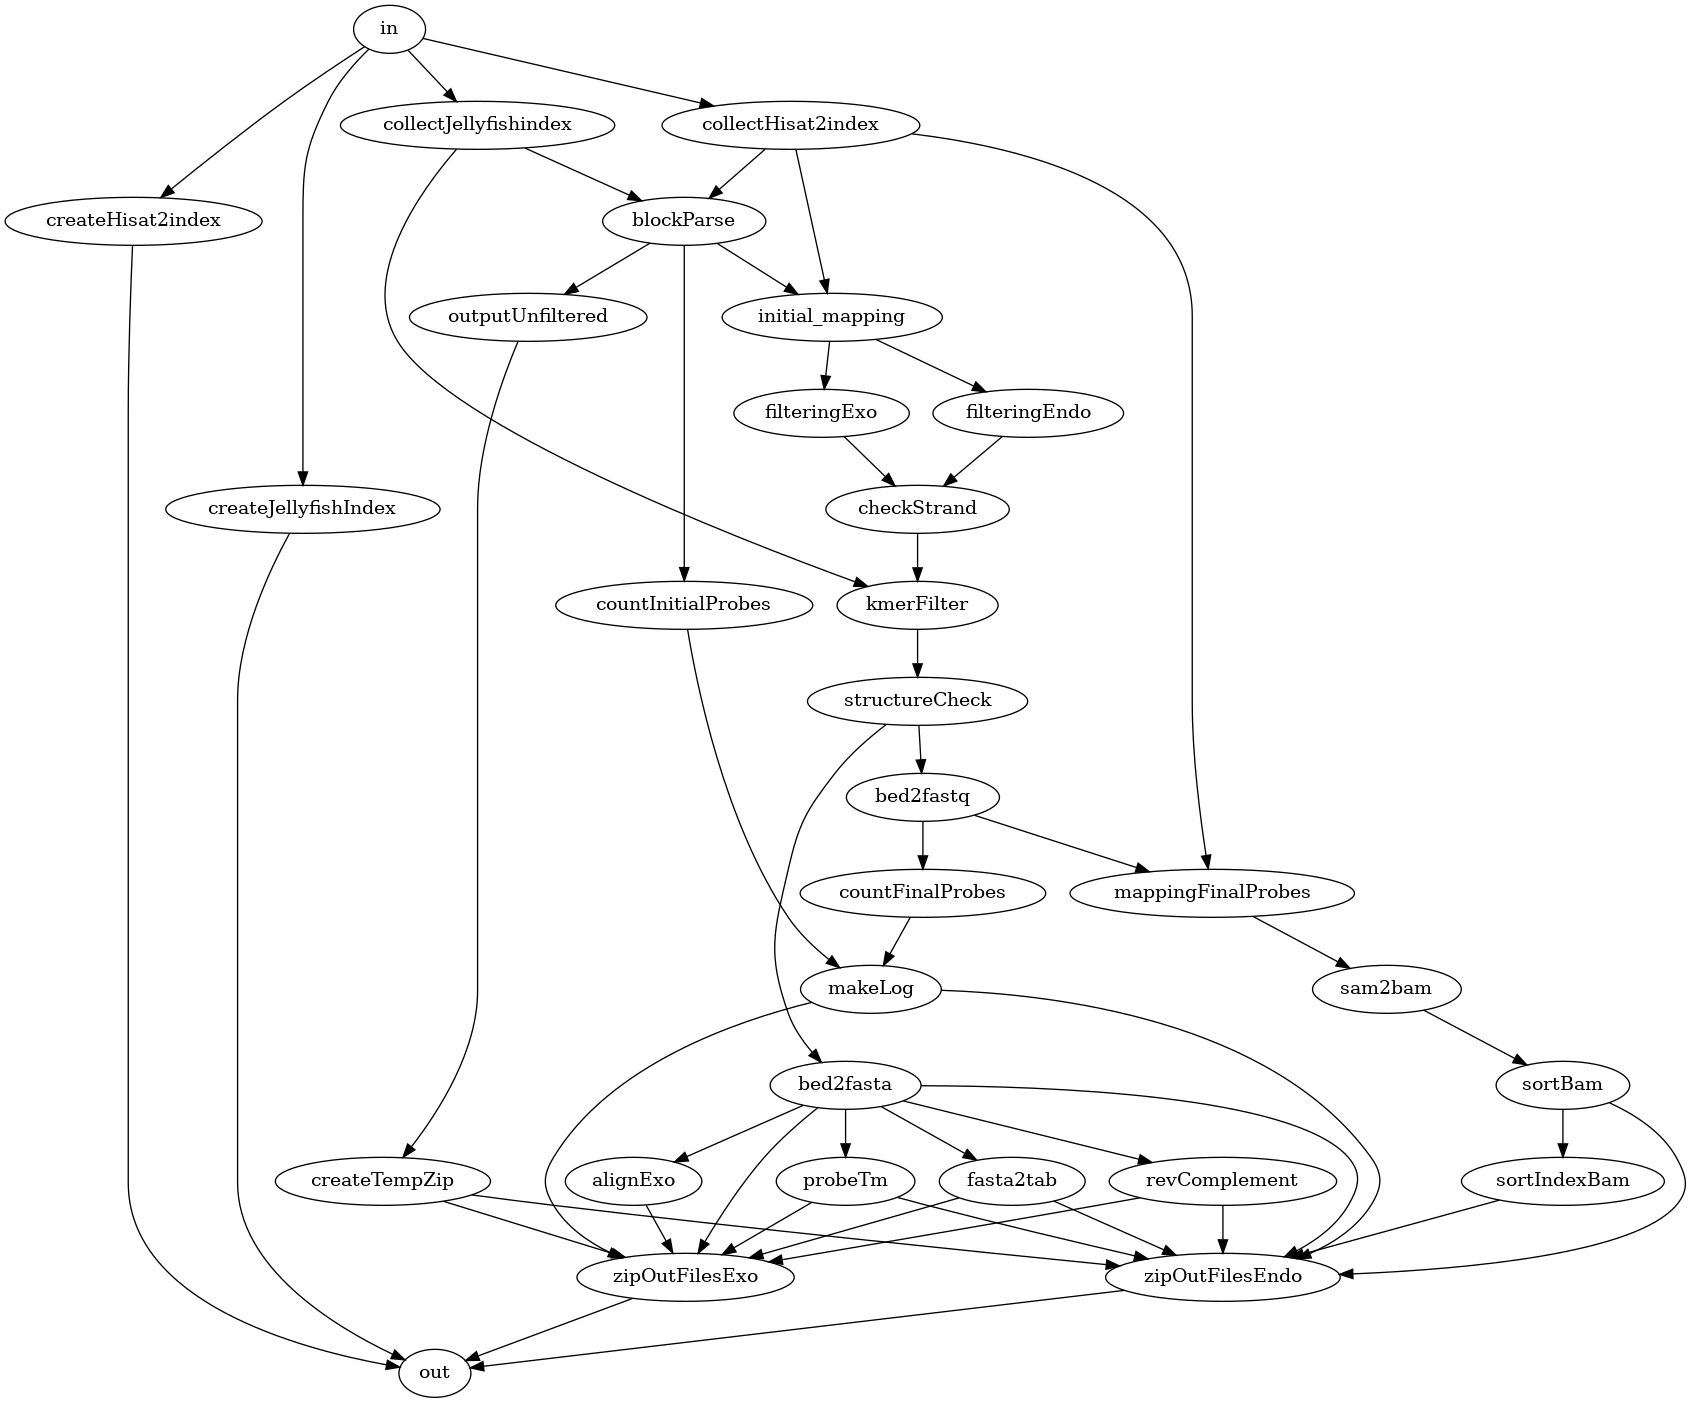 in
collectJellyfishindex
collectHisat2index
createHisat2index
blockParse
outputUnfiltered
initial_mapping
filteringExo
filteringEndo
createJellyfishIndex
checkStrand
countInitialProbes
kmerFilter
structureCheck
bed2fastq
countFinalProbes
mappingFinalProbes
makeLog
sam2bam
bed2fasta
sortBam
createTempZip
alignExo
probeTm
fasta2tab
revComplement
sortIndexBam
zipOutFilesExo
zipOutFilesEndo
out